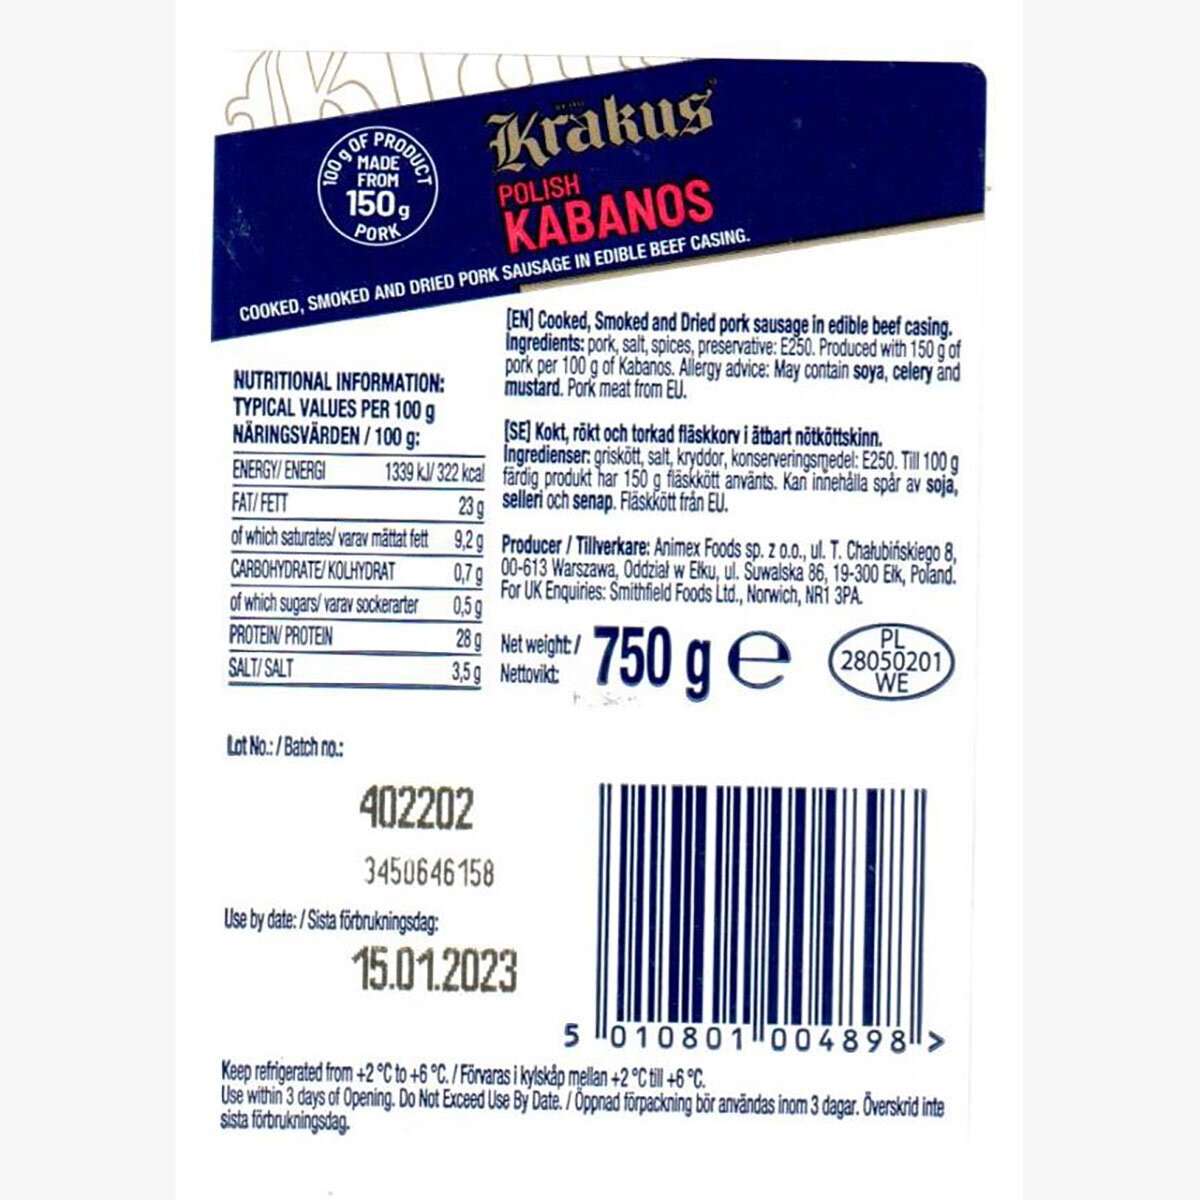 100 g OF PRODUCT
MADE
FROM
150 g
PORK
Krakus
POLISH
KABANOS
COOKED, SMOKED AND DRIED PORK SAUSAGE IN EDIBLE BEEF CASING.
[EN] Cooked, Smoked and Dried pork sausage in edible beef casing.
Ingredients: pork, salt, spices, preservative: E250. Produced with 150 g of
pork per 100 g of Kabanos. Allergy advice: May contain soya, celery and
mustard. Pork meat from EU.
[SE] Kokt, rökt och torkad fläskkorv i ätbart nötköttskinn.
Ingredienser: griskött, salt, kryddor, konserveringsmedel: E250. Till 100 g
färdig produkt har 150 g fläskkött använts. Kan innehålla spår av soja,
selleri och senap. Fläskkött från EU.
Producer / Tillverkare: Animex Foods sp. z o.o., ul. T. Chałubińskiego 8,
00-613 Warszawa, Oddział w Ełku, ul. Suwalska 86, 19-300 Ełk, Poland.
For UK Enquiries: Smithfield Foods Ltd., Norwich, NR1 3PA.
Net weight: /
Nettovikt:
750 g ℮
PL
28050201
WE
NUTRITIONAL INFORMATION:
TYPICAL VALUES PER 100 g
NÄRINGSVÄRDEN / 100 g:
ENERGY/ ENERGI 1339 kJ/ 322 kcal
FAT/ FETT 23 g
of which saturates/ varav mättat fett 9,2 g
CARBOHYDRATE/ KOLHYDRAT 0,7 g
of which sugars/ varav sockerarter 0,5 g
PROTEIN/ PROTEIN 28 g
SALT/ SALT 3,5 g
Lot No.: / Batch no.:
402202
3450646158
Use by date: / Sista förbrukningsdag:
15.01.2023
5 010801 004898 >
Keep refrigerated from +2 °C to +6 °C. / Förvaras i kylskåp mellan +2 °C till +6 °C.
Use within 3 days of Opening. Do Not Exceed Use By Date. / Öppnad förpackning bör användas inom 3 dagar. Överskrid inte
sista förbrukningsdag.